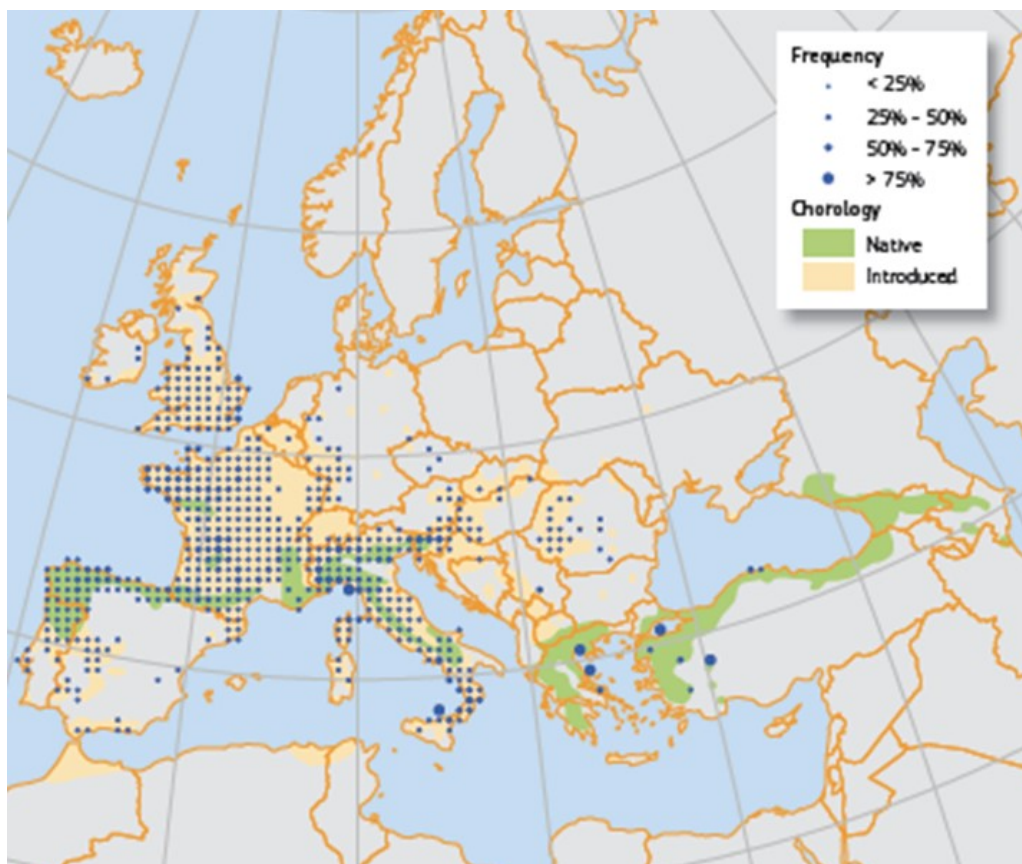 Frequency
< 25%
25% - 50%
50% - 75%
> 75%
Chorology
Native
Introduced